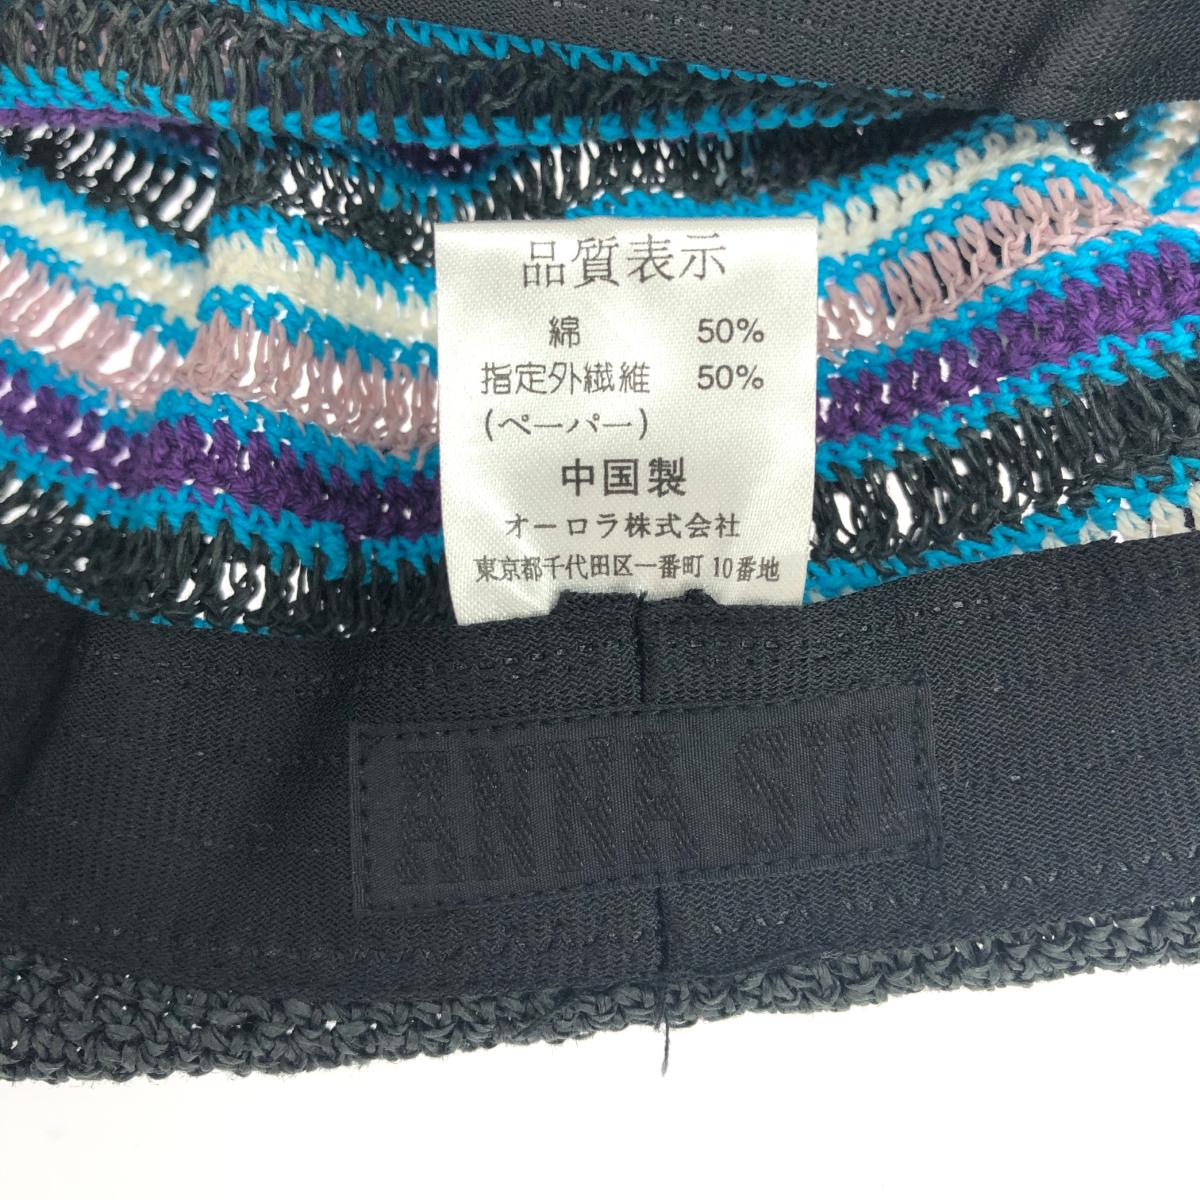 品質表示
綿 50%
指定外繊維 50%
(ペーパー)
中国製
オーロラ株式会社
東京都千代田区一番町10番地
ANNA SUI